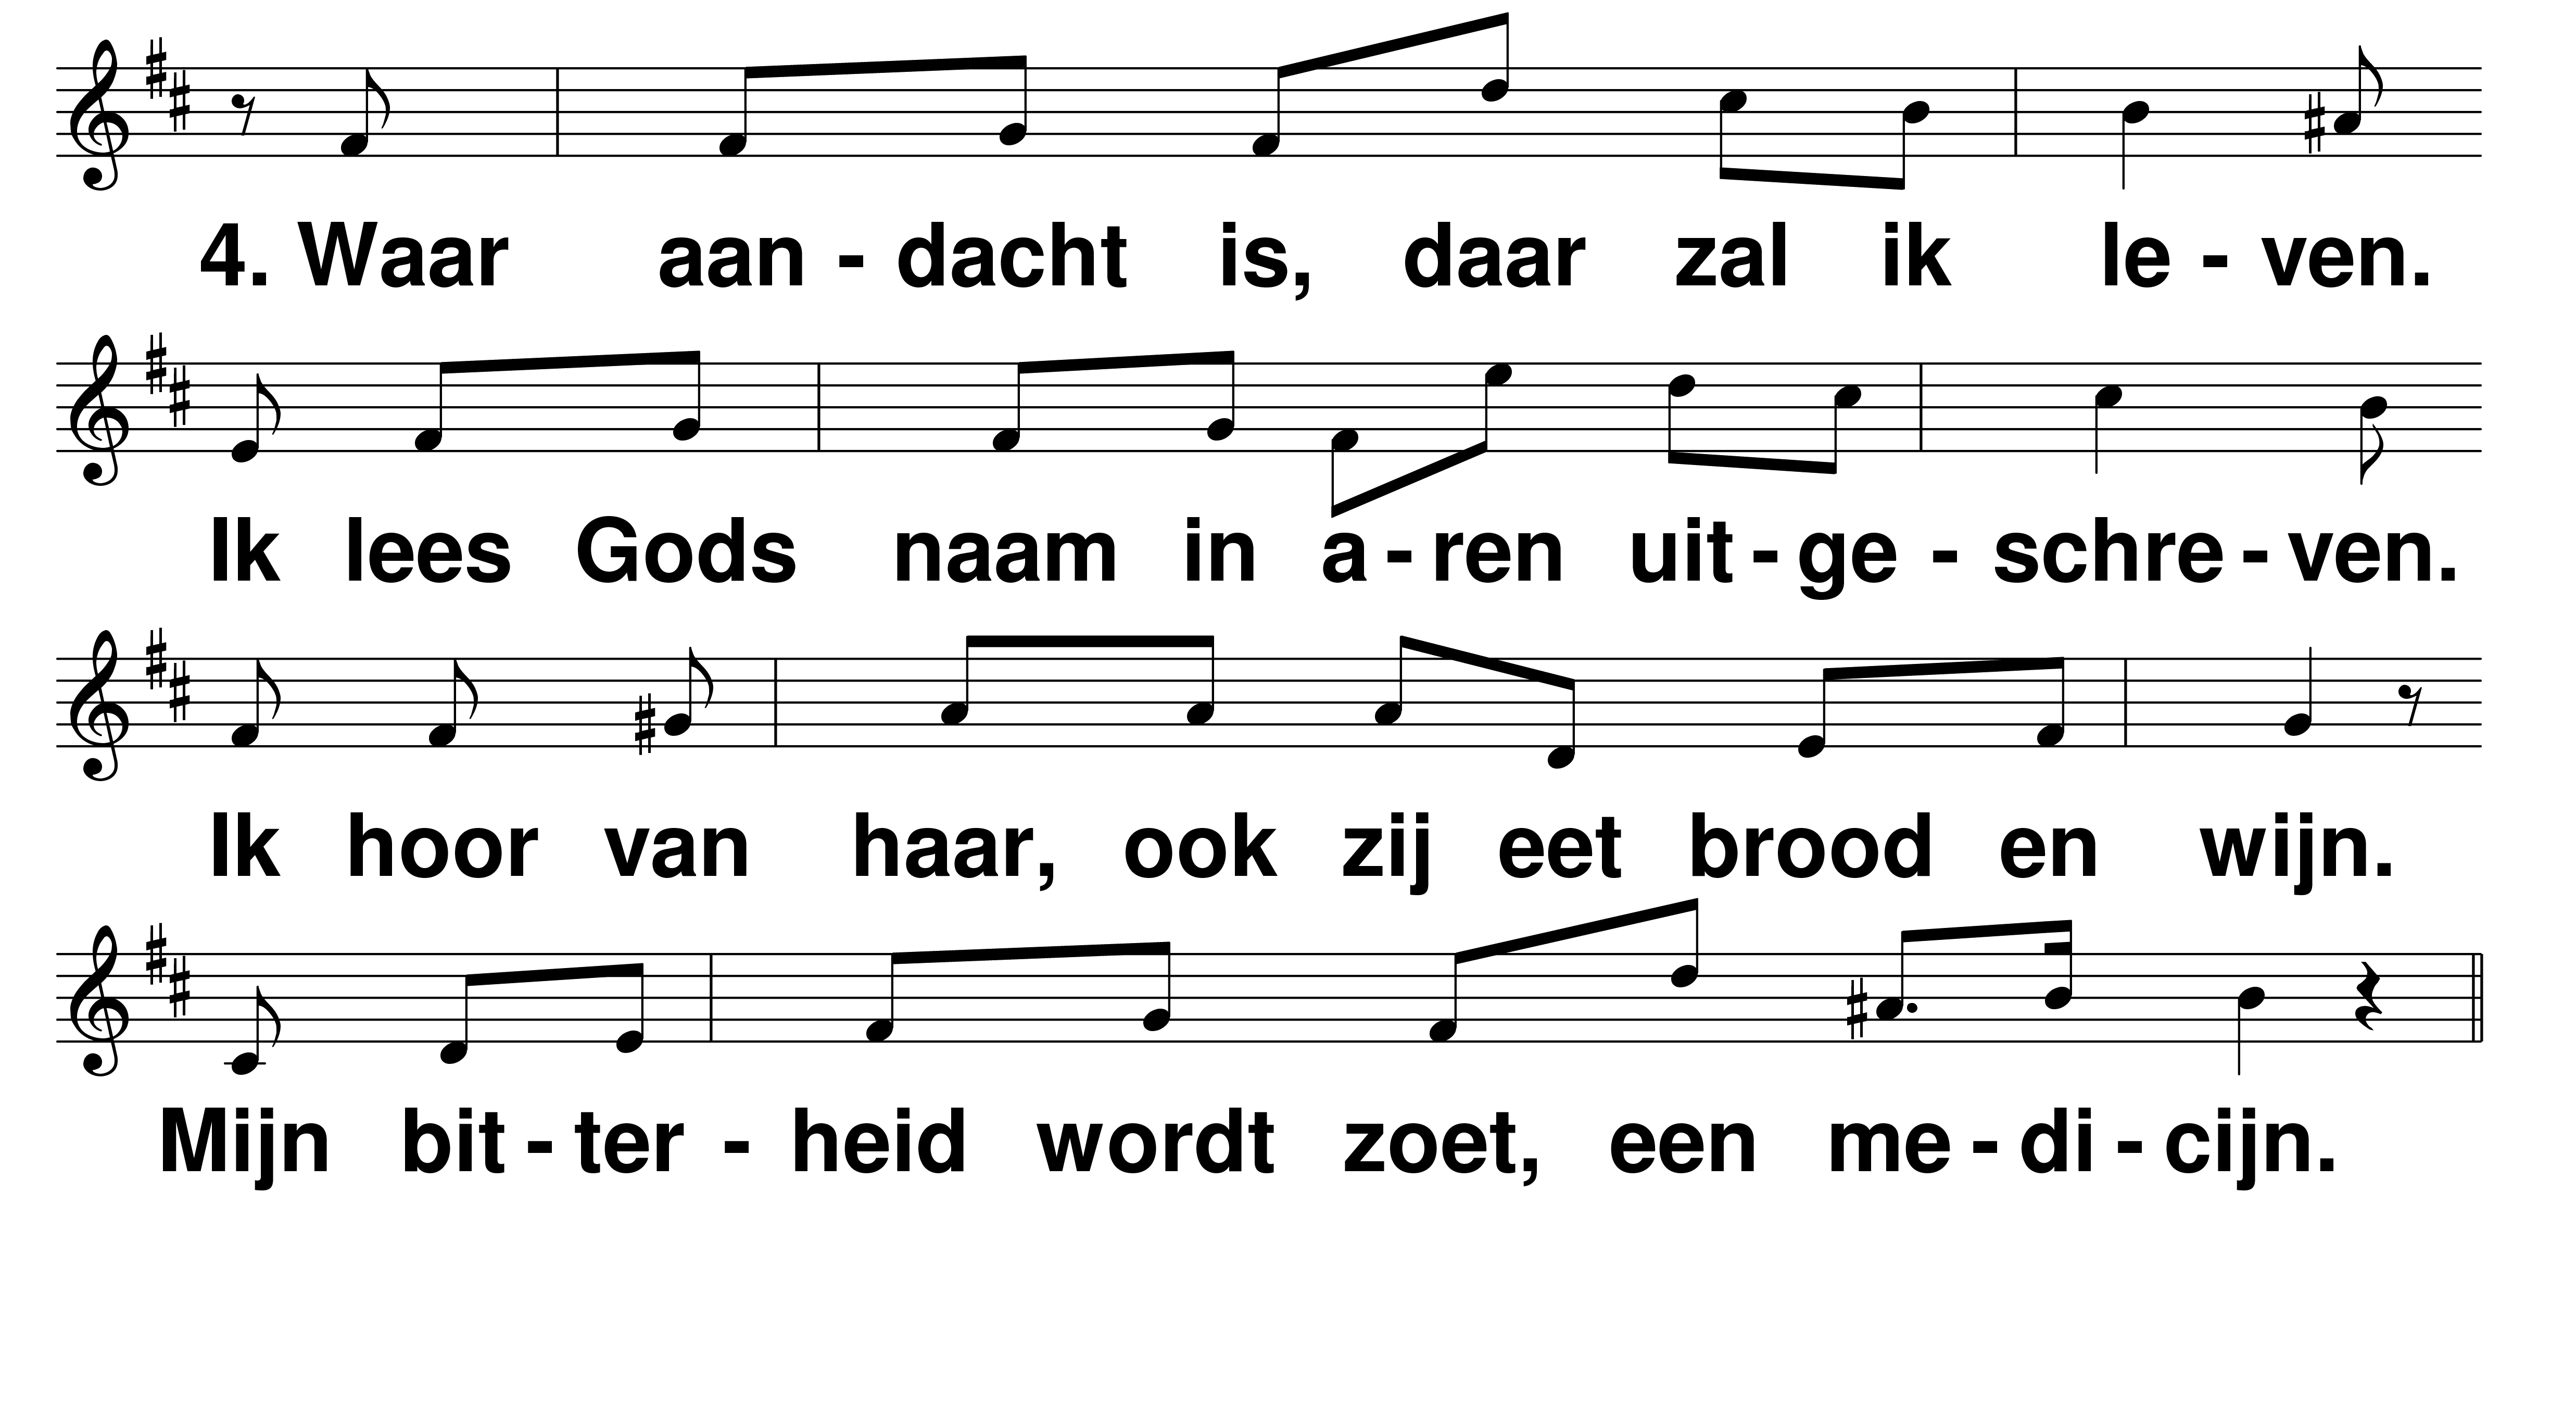 4. Waar aan - dacht is, daar zal ik le - ven.
Ik lees Gods naam in a - ren uit - ge - schre - ven.
Ik hoor van haar, ook zij eet brood en wijn.
Mijn bit - ter - heid wordt zoet, een me - di - cijn.